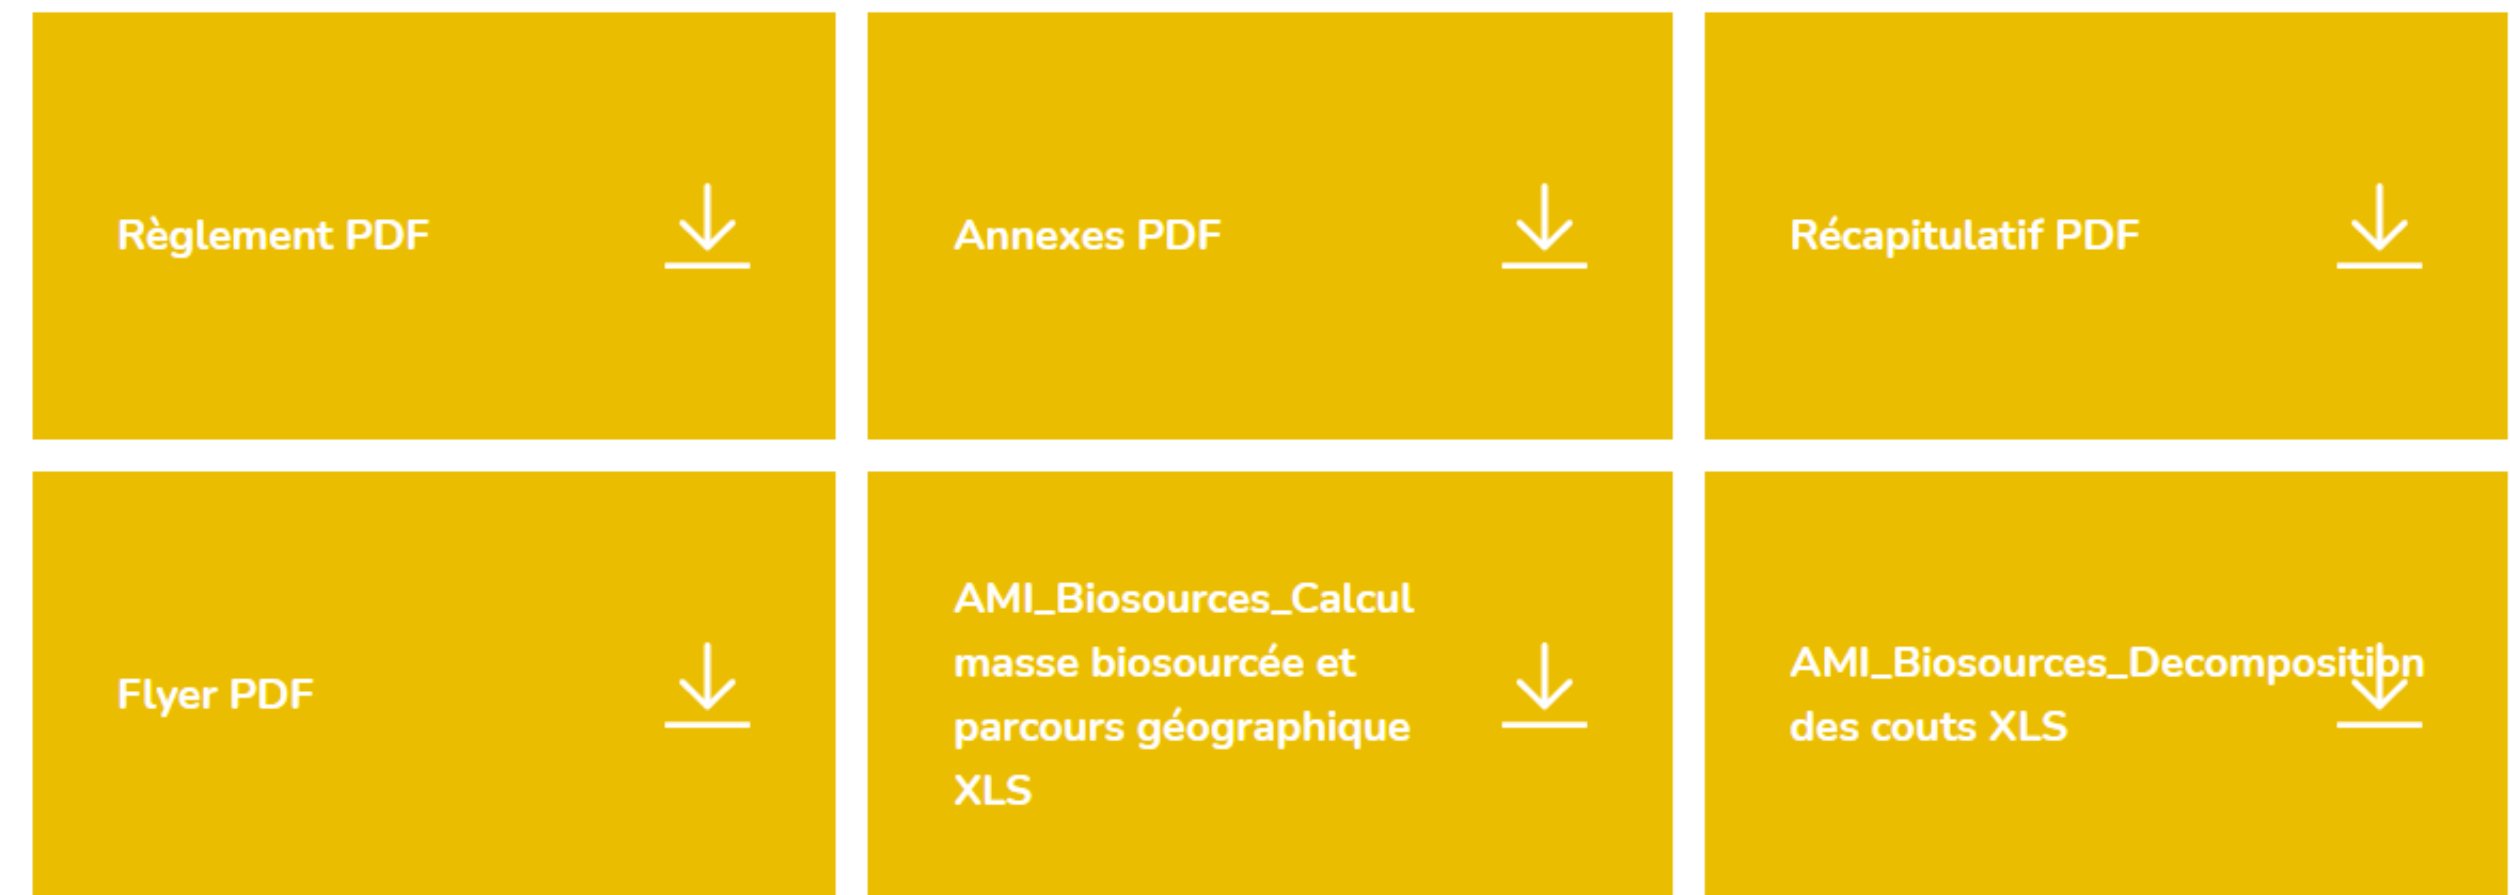 Règlement PDF
Annexes PDF
Récapitulatif PDF
Flyer PDF
AMI_Biosources_Calcul
masse biosourcée et
parcours géographique
XLS
AMI_Biosources_Decomposition
des couts XLS